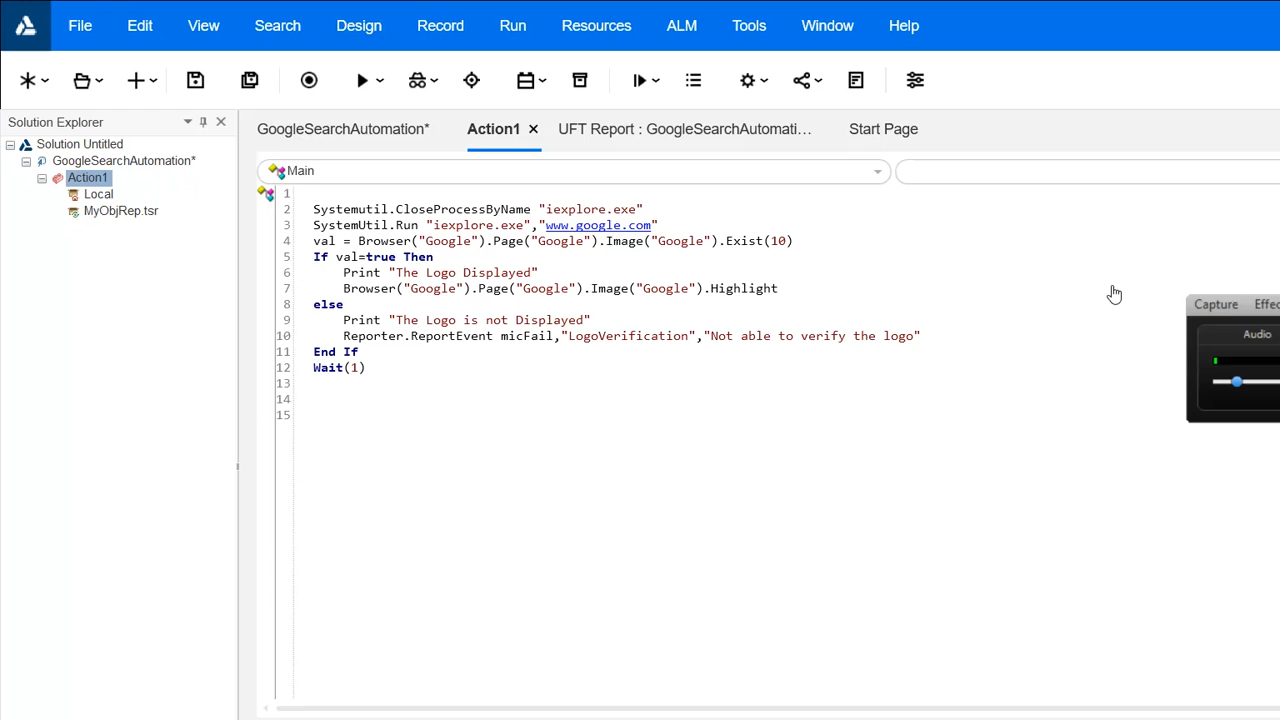 File Edit View Search Design Record Run Resources ALM Tools Window Help
Solution Explorer
Solution Untitled
GoogleSearchAutomation*
Action1
Local
MyObjRep.tsr
GoogleSearchAutomation* Action1 UFT Report : GoogleSearchAutomati... Start Page
Main
1
2 Systemutil.CloseProcessByName "iexplore.exe"
3 SystemUtil.Run "iexplore.exe","www.google.com"
4 val = Browser("Google").Page("Google").Image("Google").Exist(10)
5 If val=true Then
6 Print "The Logo Displayed"
7 Browser("Google").Page("Google").Image("Google").Highlight
8 else
9 Print "The Logo is not Displayed"
10 Reporter.ReportEvent micFail,"LogoVerification","Not able to verify the logo"
11 End If
12 Wait(1)
13
14
15
Capture Effec
Audio